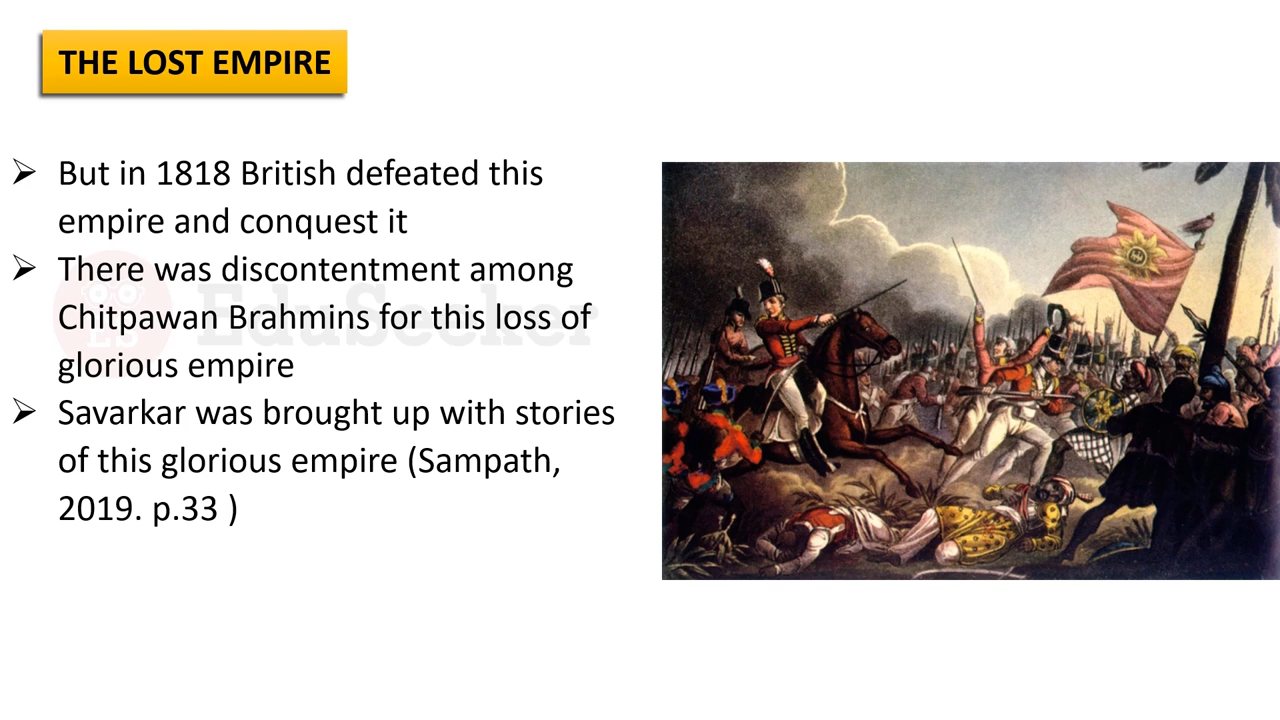 THE LOST EMPIRE
➢ But in 1818 British defeated this
empire and conquest it
➢ There was discontentment among
Chitpawan Brahmins for this loss of
glorious empire
➢ Savarkar was brought up with stories
of this glorious empire (Sampath,
2019. p.33 )
EduSeeker